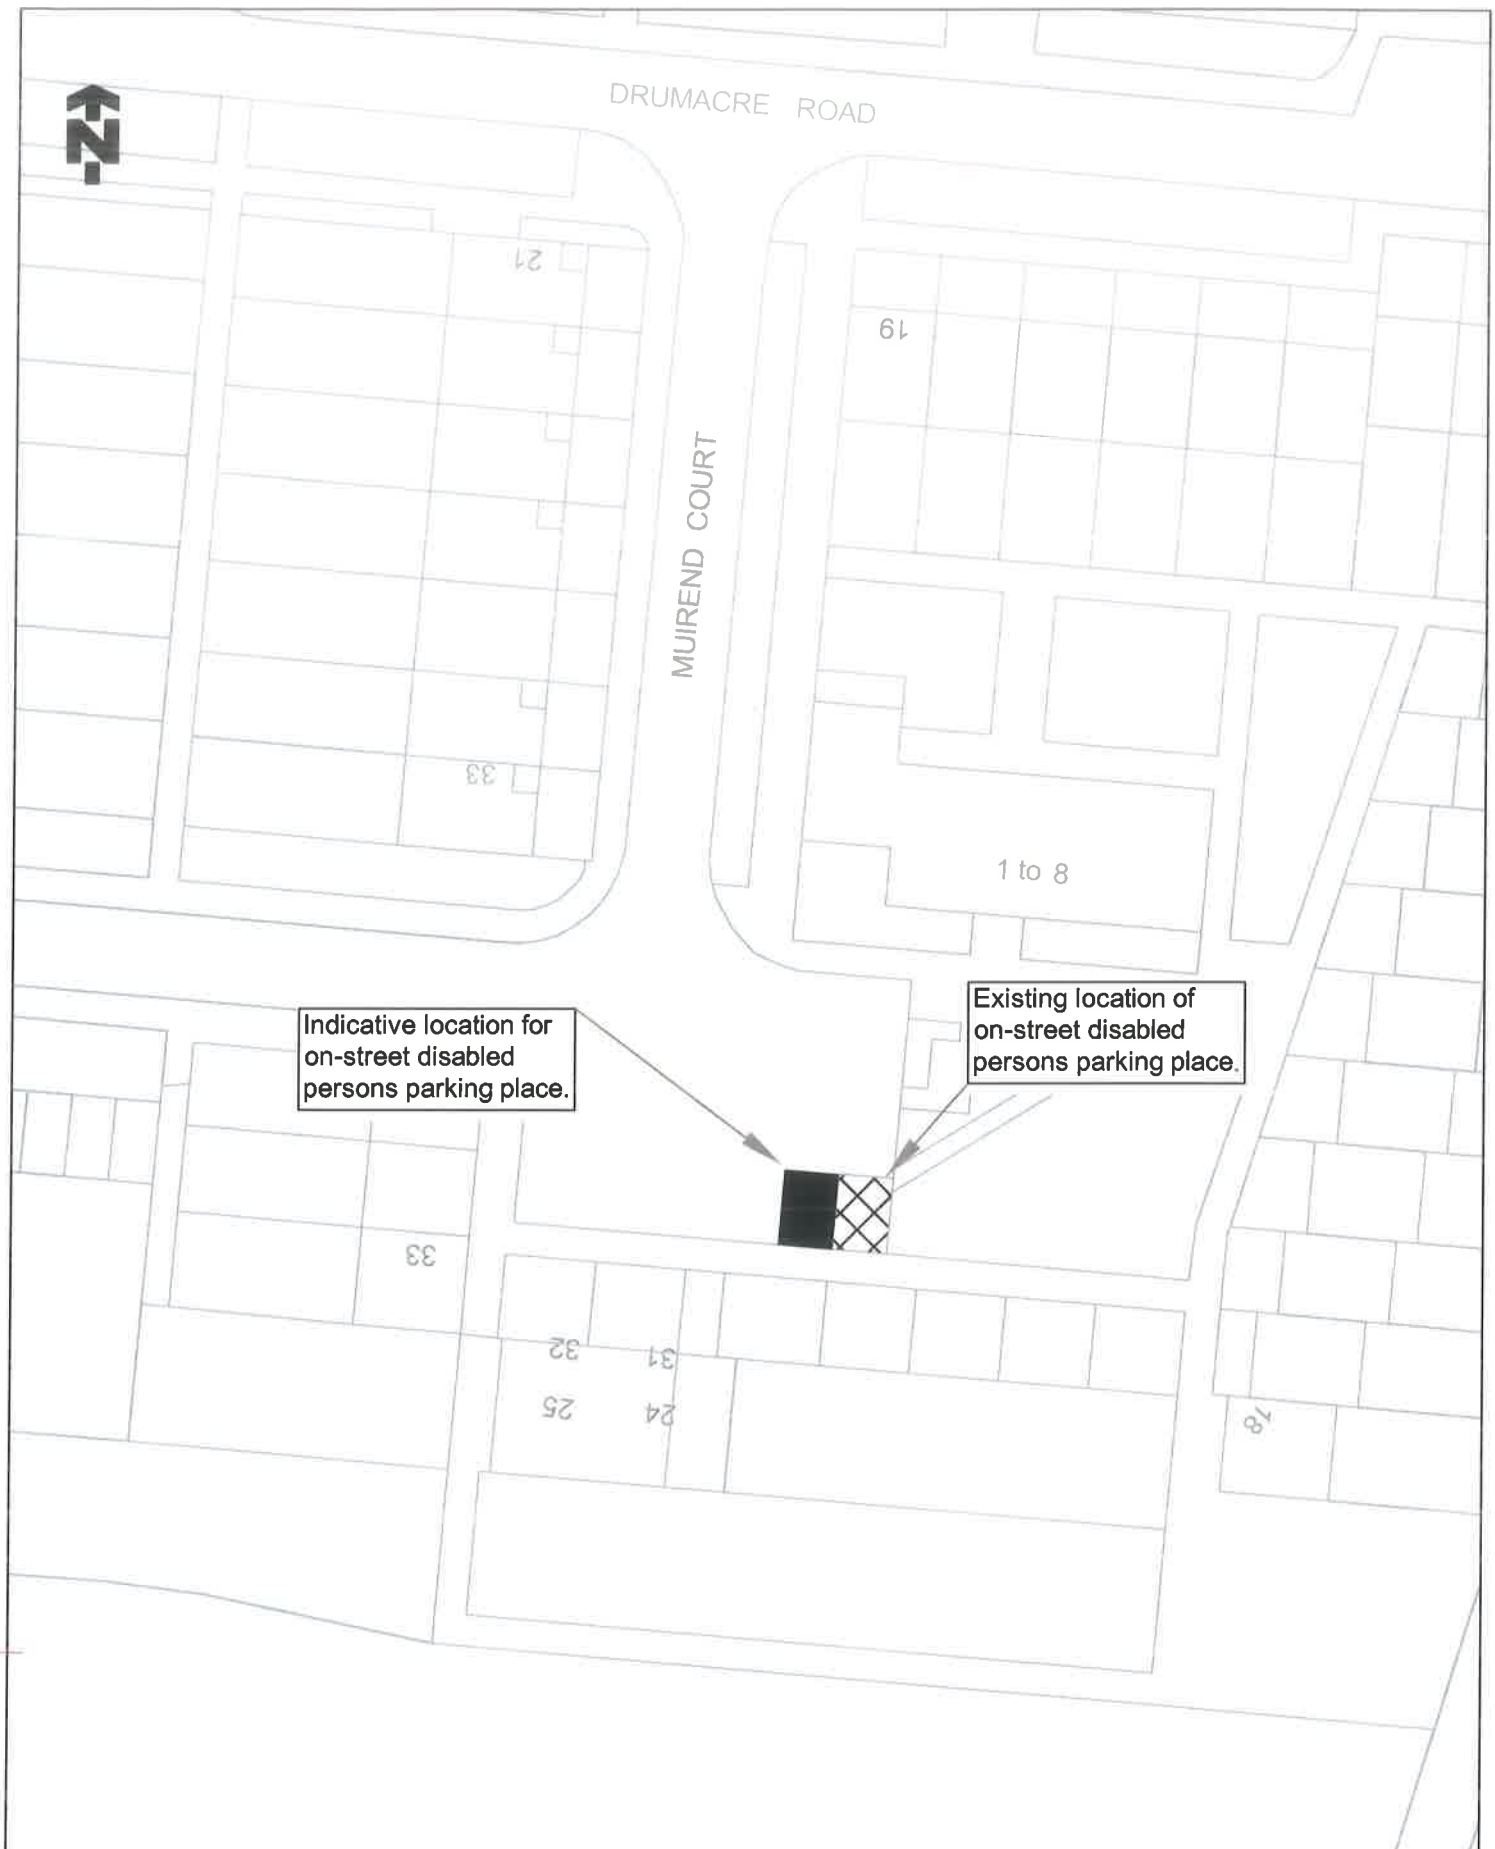 DRUMACRE ROAD
N
21
19
MUIREND COURT
33
1 to 8
Existing location of
on-street disabled
persons parking place.
Indicative location for
on-street disabled
persons parking place.
33
32
31
25
24
78